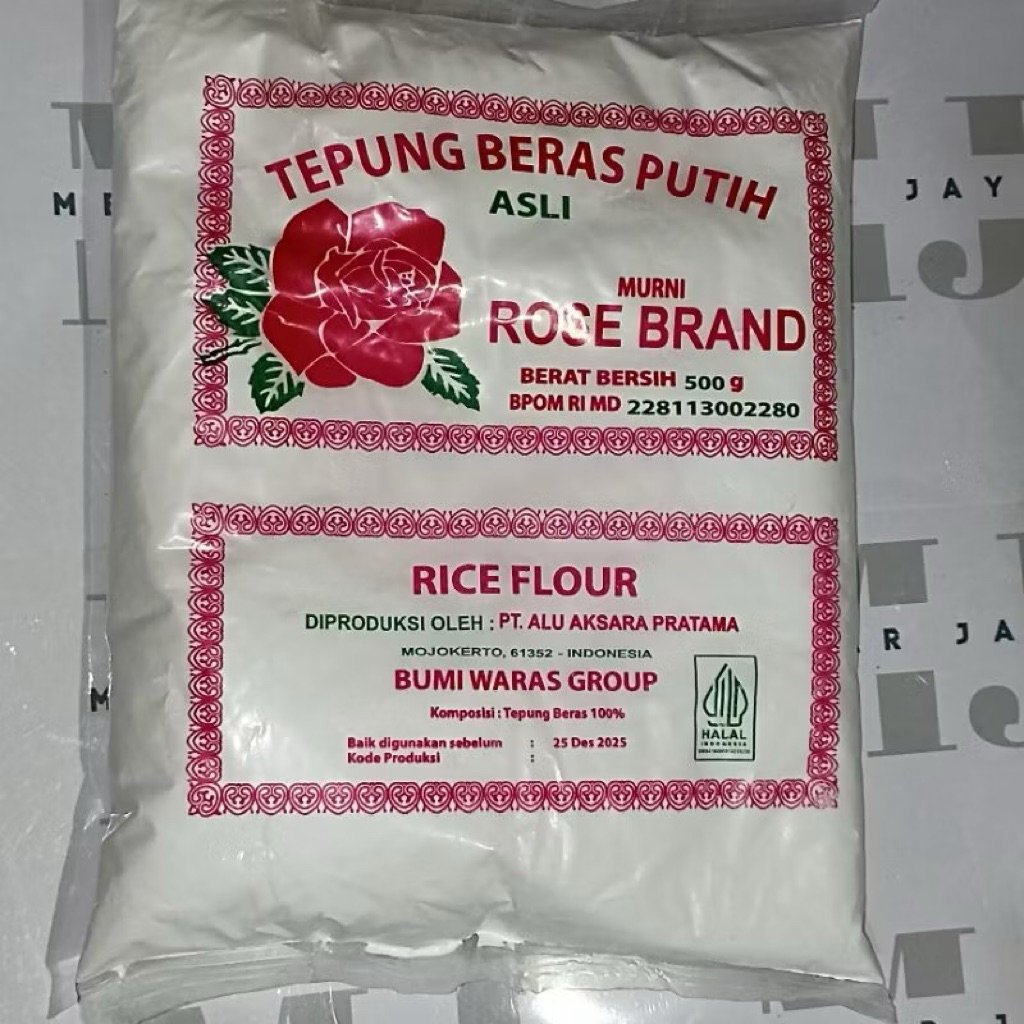 TEPUNG BERAS PUTIH
ASLI
MURNI
ROSE BRAND
BERAT BERSIH 500 g
BPOM RI MD 228113002280
RICE FLOUR
DIPRODUKSI OLEH : PT. ALU AKSARA PRATAMA
MOJOKERTO, 61352 - INDONESIA
BUMI WARAS GROUP
Komposisi : Tepung Beras 100%
Baik digunakan sebelum : 25 Des 2025
Kode Produksi :
HALAL
INDONESIA
JAY